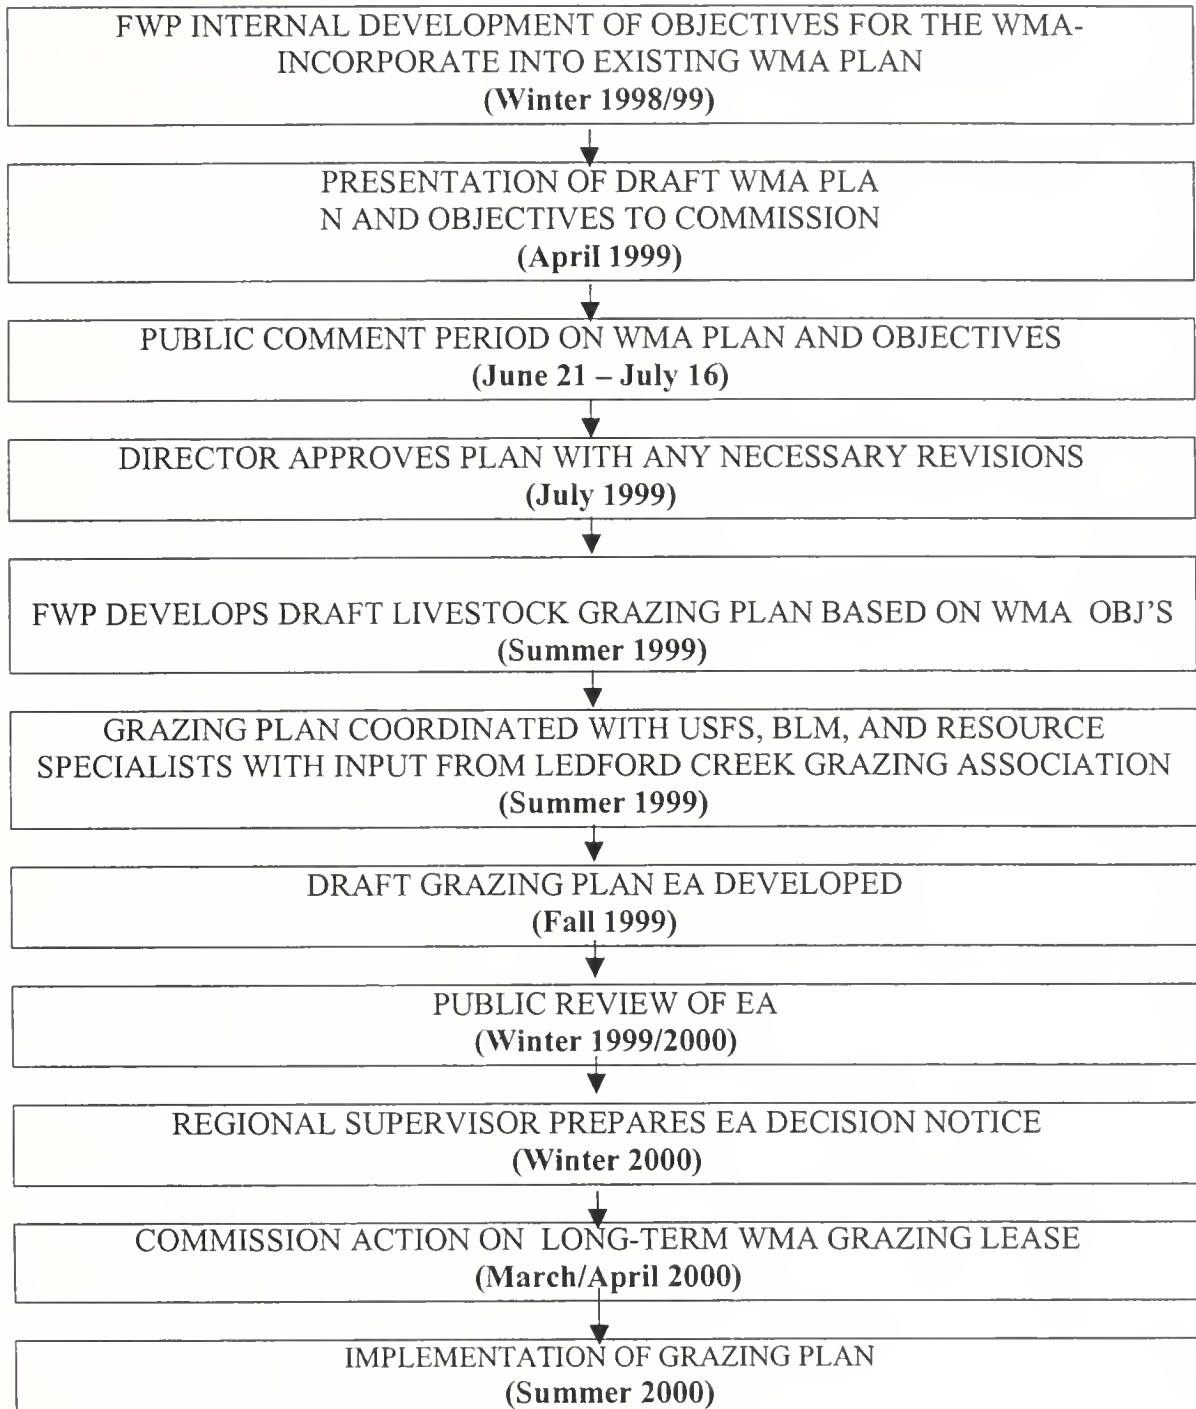 FWP INTERNAL DEVELOPMENT OF OBJECTIVES FOR THE WMA-
INCORPORATE INTO EXISTING WMA PLAN
(Winter 1998/99)
PRESENTATION OF DRAFT WMA PLA
N AND OBJECTIVES TO COMMISSION
(April 1999)
PUBLIC COMMENT PERIOD ON WMA PLAN AND OBJECTIVES
(June 21 – July 16)
DIRECTOR APPROVES PLAN WITH ANY NECESSARY REVISIONS
(July 1999)
FWP DEVELOPS DRAFT LIVESTOCK GRAZING PLAN BASED ON WMA OBJ'S
(Summer 1999)
GRAZING PLAN COORDINATED WITH USFS, BLM, AND RESOURCE
SPECIALISTS WITH INPUT FROM LEDFORD CREEK GRAZING ASSOCIATION
(Summer 1999)
DRAFT GRAZING PLAN EA DEVELOPED
(Fall 1999)
PUBLIC REVIEW OF EA
(Winter 1999/2000)
REGIONAL SUPERVISOR PREPARES EA DECISION NOTICE
(Winter 2000)
COMMISSION ACTION ON LONG-TERM WMA GRAZING LEASE
(March/April 2000)
IMPLEMENTATION OF GRAZING PLAN
(Summer 2000)